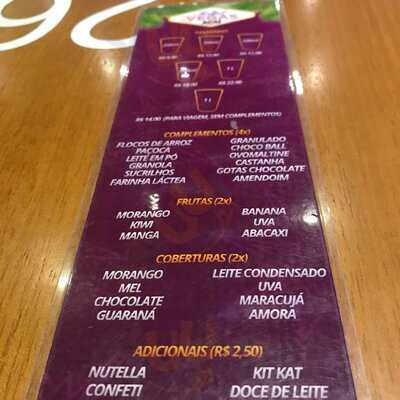 VEGAS
AÇAÍ
R$ 14,00 (PARA VIAGEM, SEM COMPLEMENTOS)
COMPLEMENTOS (4x)
FLOCOS DE ARROZ GRANULADO
PAÇOCA CHOCO BALL
LEITE EM PÓ OVOMALTINE
GRANOLA CASTANHA
SUCRILHOS GOTAS CHOCOLATE
FARINHA LÁCTEA AMENDOIM
FRUTAS (2x)
MORANGO BANANA
KIWI UVA
MANGA ABACAXI
COBERTURAS (2x)
MORANGO LEITE CONDENSADO
MEL UVA
CHOCOLATE MARACUJÁ
GUARANÁ AMORA
ADICIONAIS (R$ 2,50)
NUTELLA KIT KAT
CONFETI DOCE DE LEITE